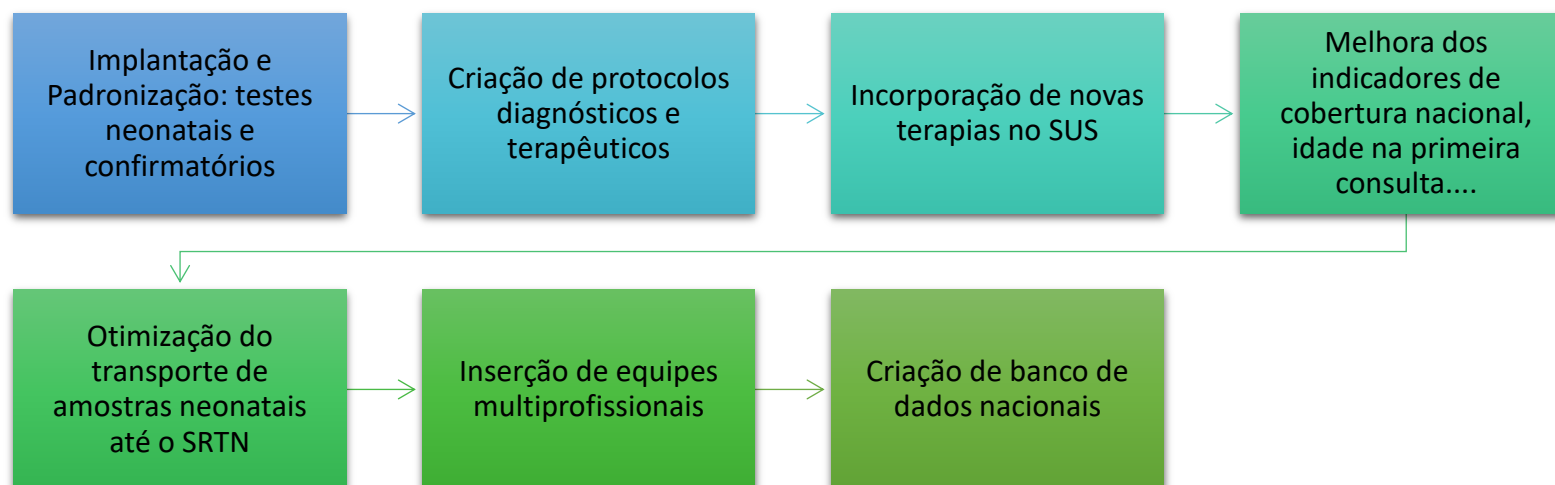 Implantação e
Padronização: testes
neonatais e
confirmatórios
Criação de protocolos
diagnósticos e
terapêuticos
Incorporação de novas
terapias no SUS
Melhora dos
indicadores de
cobertura nacional,
idade na primeira
consulta....
Otimização do
transporte de
amostras neonatais
até o SRTN
Inserção de equipes
multiprofissionais
Criação de banco de
dados nacionais